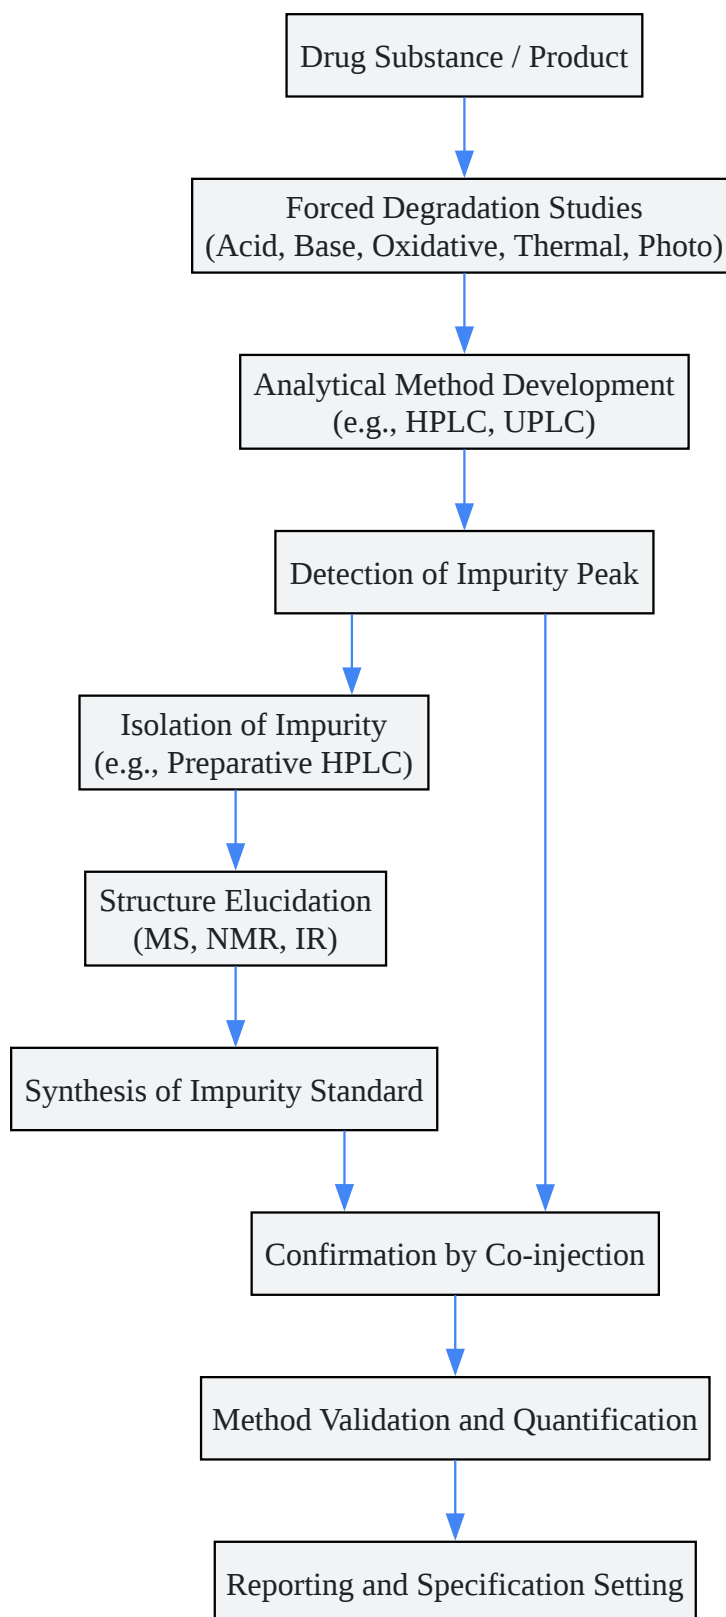 Drug Substance / Product
Forced Degradation Studies
(Acid, Base, Oxidative, Thermal, Photo)
Analytical Method Development
(e.g., HPLC, UPLC)
Detection of Impurity Peak
Isolation of Impurity
(e.g., Preparative HPLC)
Structure Elucidation
(MS, NMR, IR)
Synthesis of Impurity Standard
Confirmation by Co-injection
Method Validation and Quantification
Reporting and Specification Setting